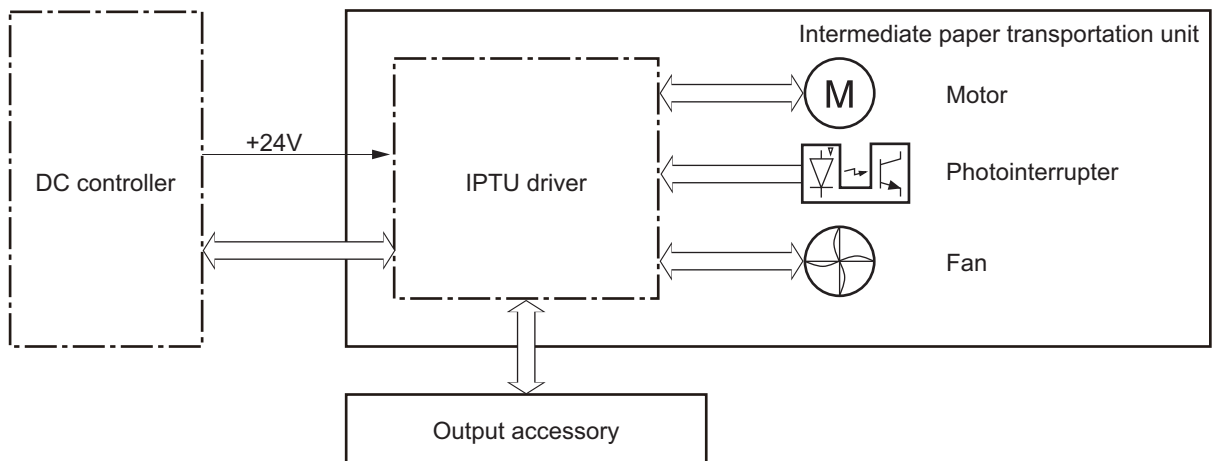 Intermediate paper transportation unit
M
Motor
+24V
DC controller
IPTU driver
Photointerrupter
Fan
Output accessory